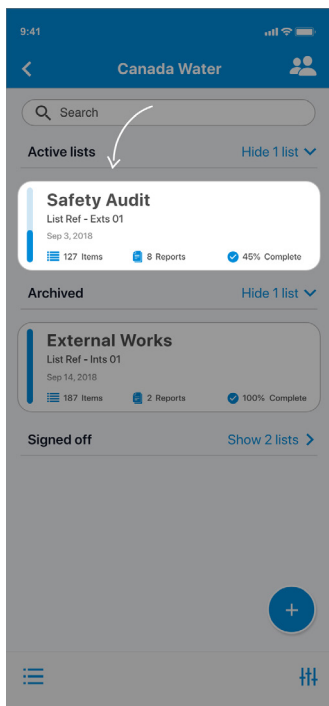 9:41
Canada Water
Search
Active lists
Hide 1 list
Safety Audit
List Ref - Exts 01
Sep 3, 2018
127 Items
8 Reports
45% Complete
Archived
Hide 1 list
External Works
List Ref - Ints 01
Sep 14, 2018
187 Items
2 Reports
100% Complete
Signed off
Show 2 lists